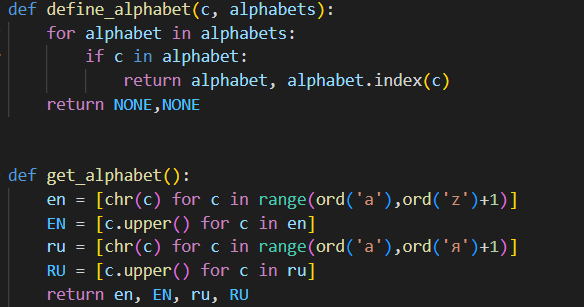 def define_alphabet(c, alphabets):
    for alphabet in alphabets:
        if c in alphabet:
            return alphabet, alphabet.index(c)
    return NONE,NONE
def get_alphabet():
    en = [chr(c) for c in range(ord('a'),ord('z')+1)]
    EN = [c.upper() for c in en]
    ru = [chr(c) for c in range(ord('а'),ord('я')+1)]
    RU = [c.upper() for c in ru]
    return en, EN, ru, RU